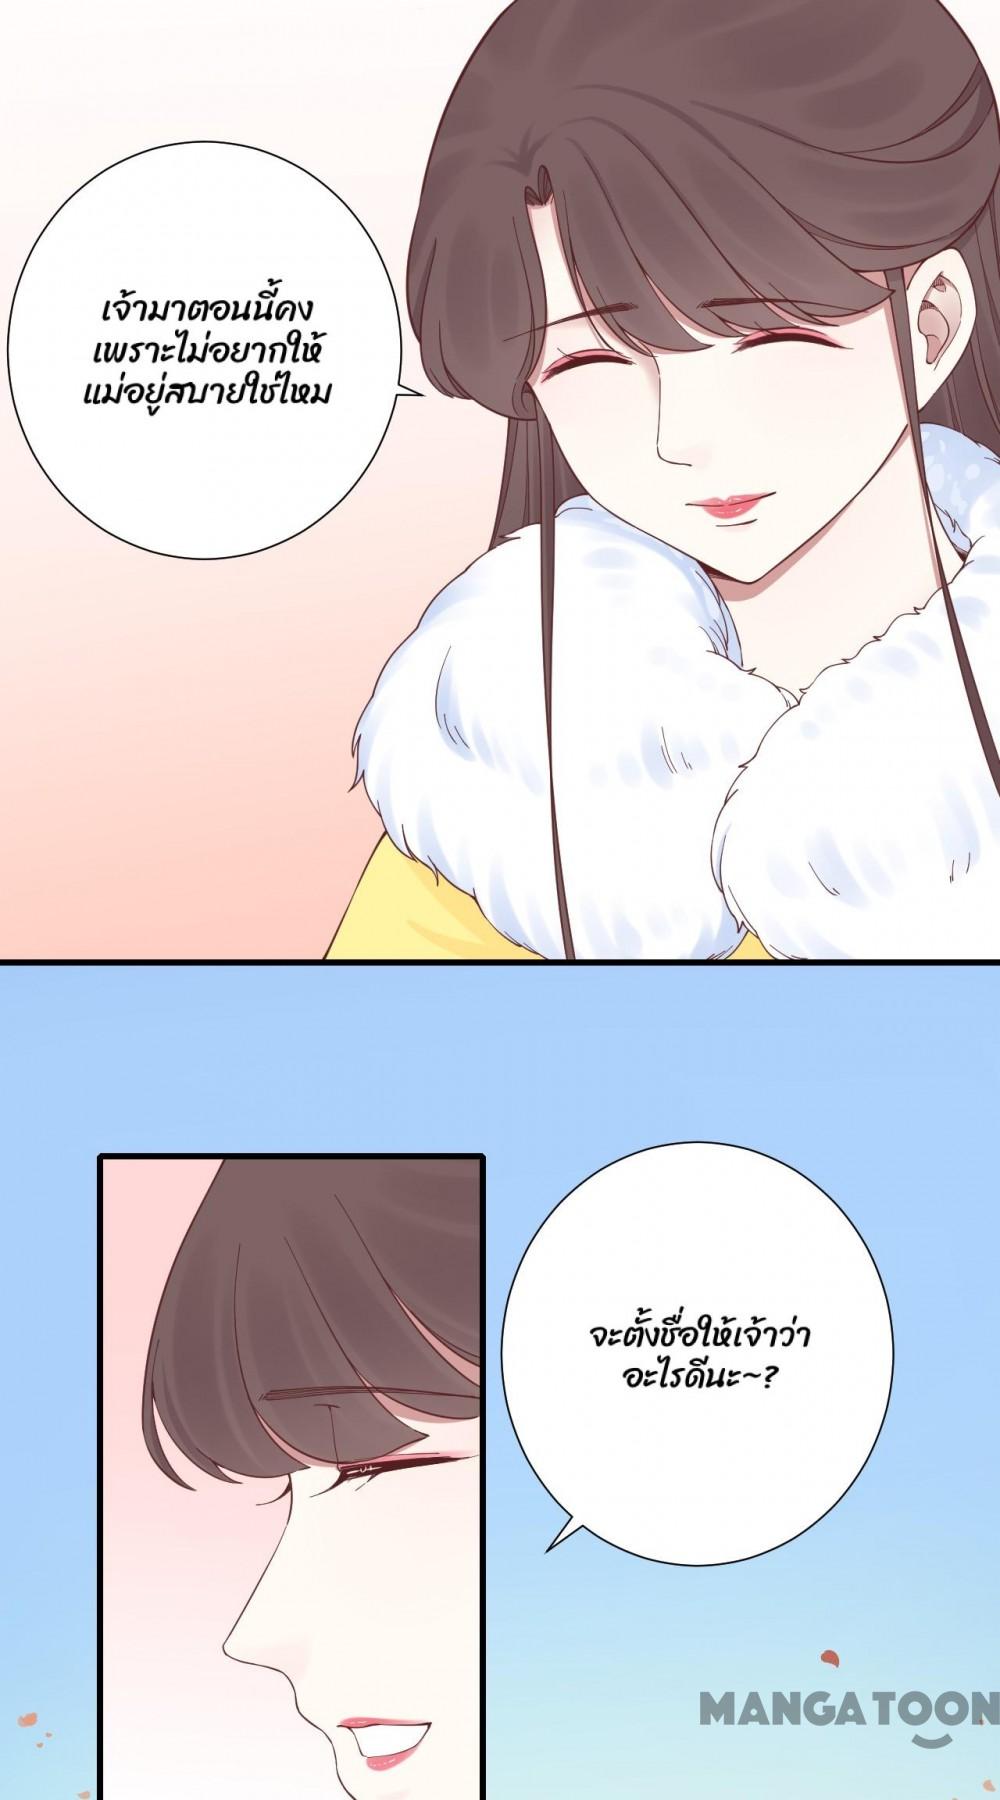 เจ้ามาตอนนี้คง
เพราะไม่อยากให้
แม่อยู่สบายใช่ไหม
จะตั้งชื่อให้เจ้าว่า
อะไรดีนะ~?
MANGA TOON